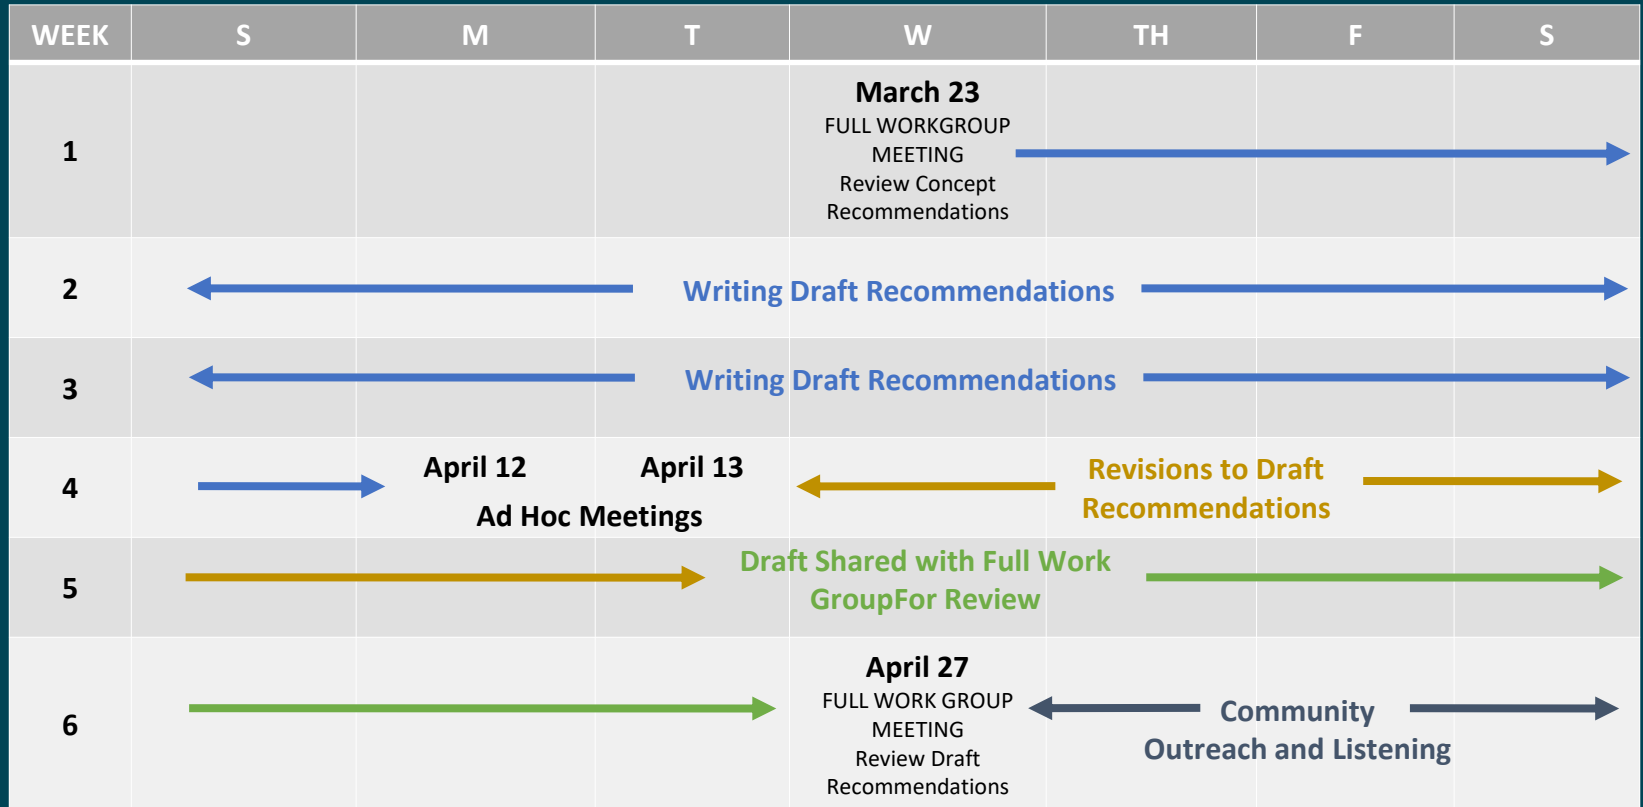 WEEK S M T W TH F S
1
March 23
FULL WORKGROUP
MEETING
Review Concept
Recommendations
2
Writing Draft Recommendations
3
Writing Draft Recommendations
4
April 12 April 13
Ad Hoc Meetings
Revisions to Draft
Recommendations
5
Draft Shared with Full Work
GroupFor Review
6
April 27
FULL WORK GROUP
MEETING
Review Draft
Recommendations
Community
Outreach and Listening